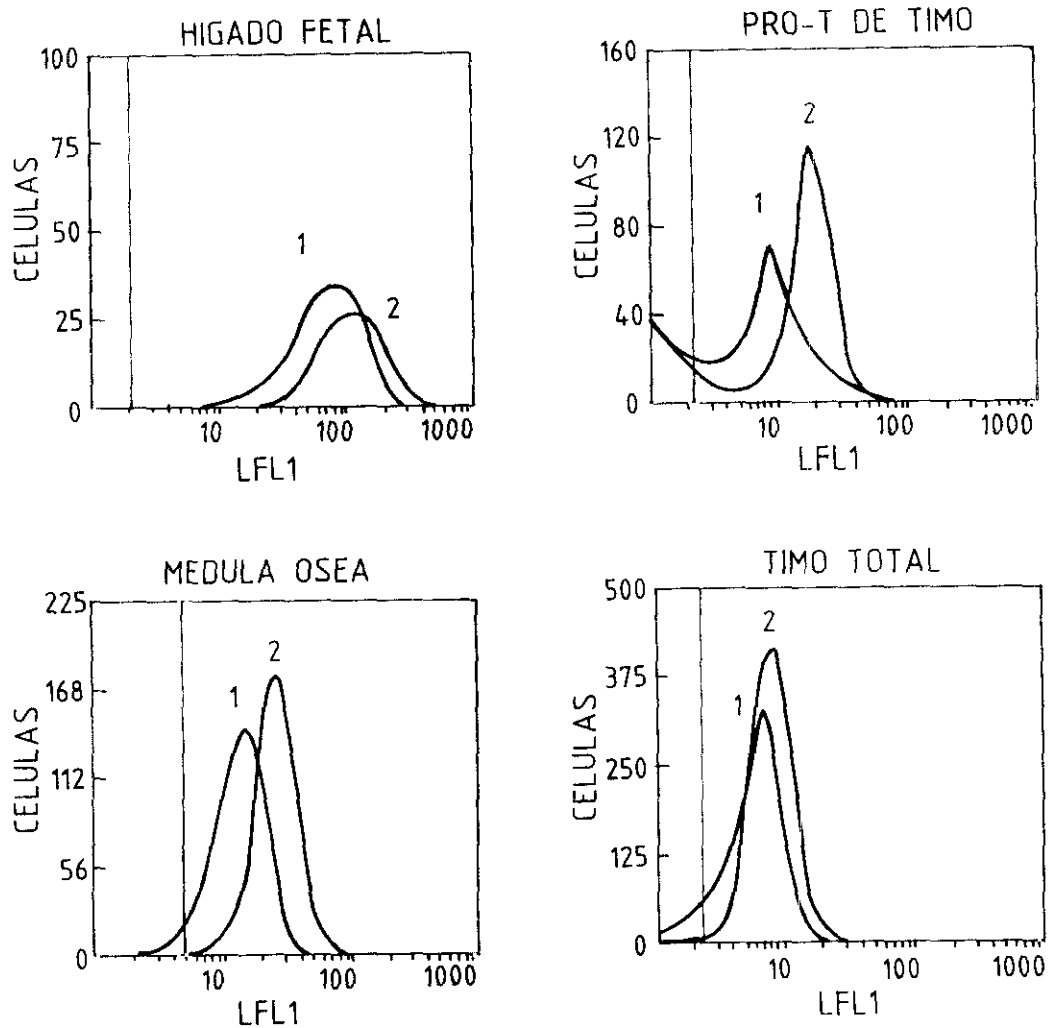 HIGADO FETAL
100
75
50
25
0
CELULAS
1
2
10 100 1000
LFL1
PRO-T DE TIMO
160
120
80
40
0
CELULAS
1
2
10 100 1000
LFL1
MEDULA OSEA
225
168
112
56
0
CELULAS
1
2
10 100 1000
LFL1
TIMO TOTAL
500
375
250
125
0
CELULAS
1
2
10 100 1000
LFL1